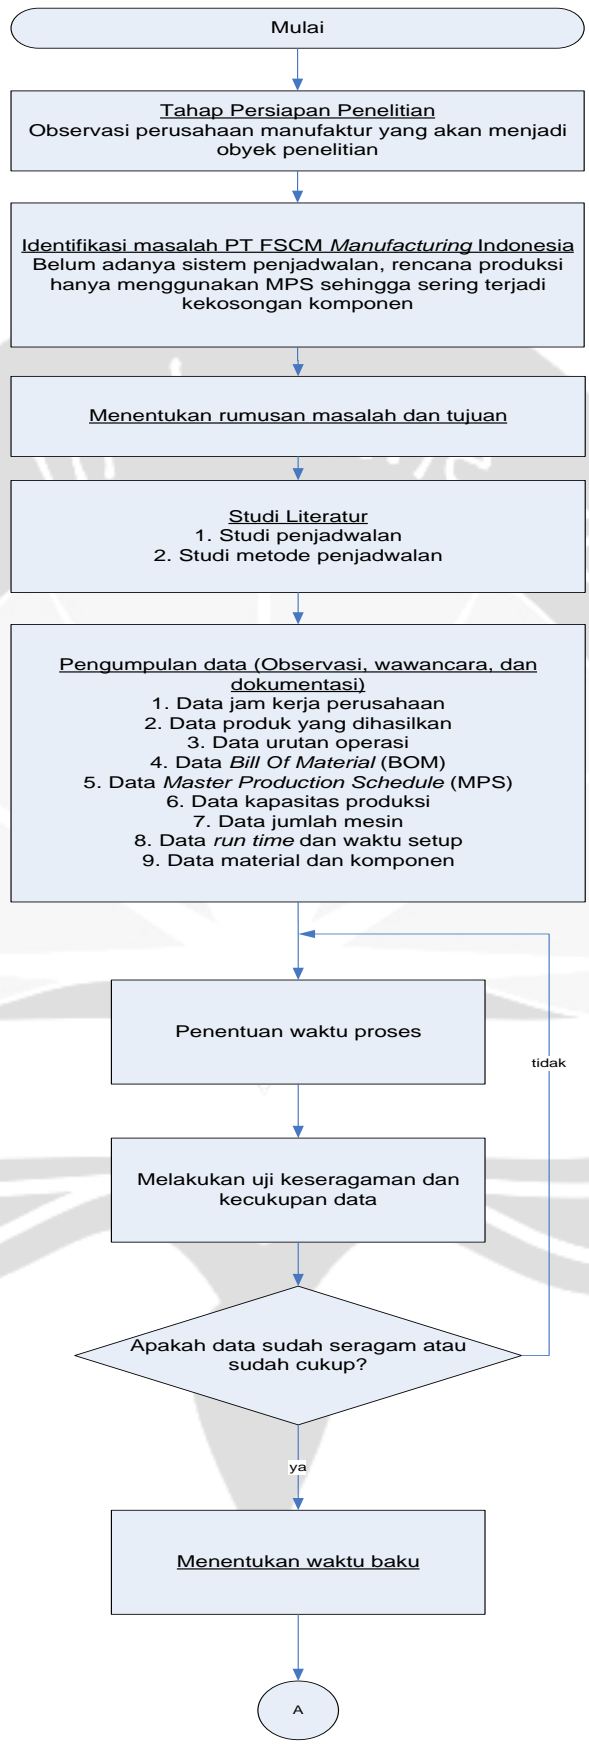 Mulai
Tahap Persiapan Penelitian
Observasi perusahaan manufaktur yang akan menjadi
obyek penelitian
Identifikasi masalah PT FSCM Manufacturing Indonesia
Belum adanya sistem penjadwalan, rencana produksi
hanya menggunakan MPS sehingga sering terjadi
kekosongan komponen
Menentukan rumusan masalah dan tujuan
Studi Literatur
1. Studi penjadwalan
2. Studi metode penjadwalan
Pengumpulan data (Observasi, wawancara, dan
dokumentasi)
1. Data jam kerja perusahaan
2. Data produk yang dihasilkan
3. Data urutan operasi
4. Data Bill Of Material (BOM)
5. Data Master Production Schedule (MPS)
6. Data kapasitas produksi
7. Data jumlah mesin
8. Data run time dan waktu setup
9. Data material dan komponen
Penentuan waktu proses
tidak
Melakukan uji keseragaman dan
kecukupan data
Apakah data sudah seragam atau
sudah cukup?
ya
Menentukan waktu baku
A